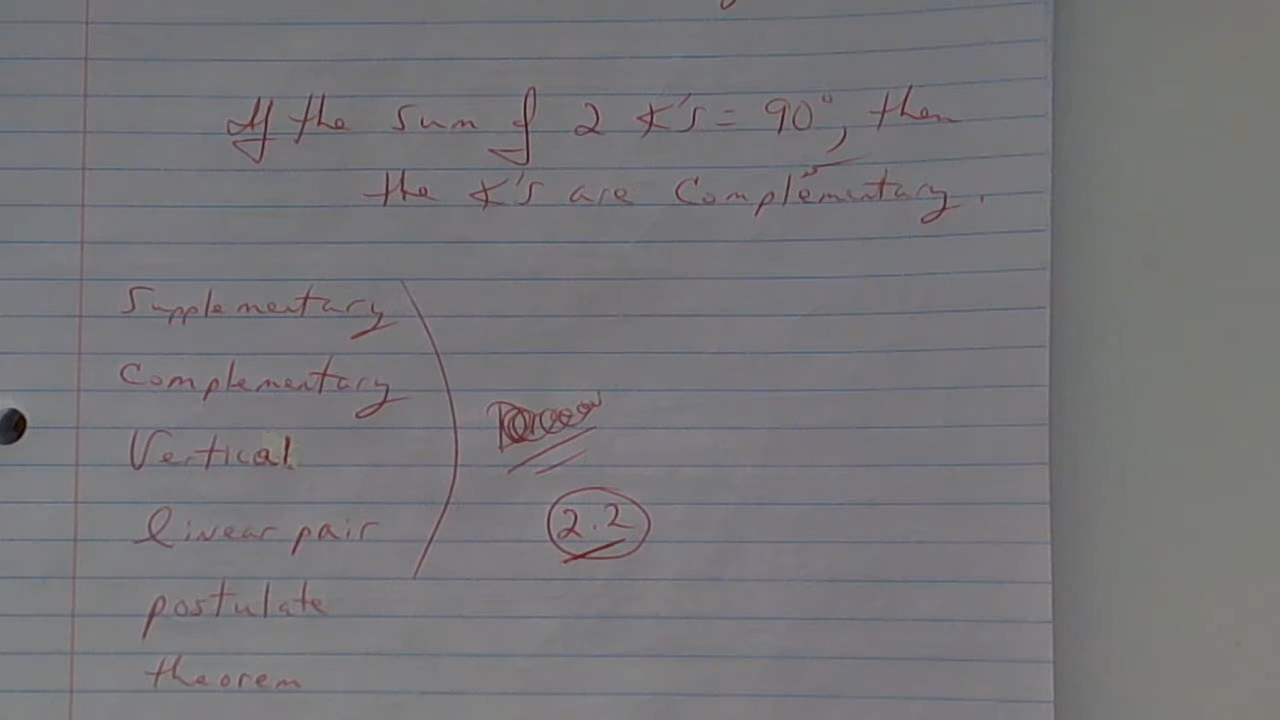 If the sum of 2 ∡'s = 90°, then
the ∡'s are Complementary.
Supplementary
Complementary
Vertical
linear pair
2.2
postulate
theorem